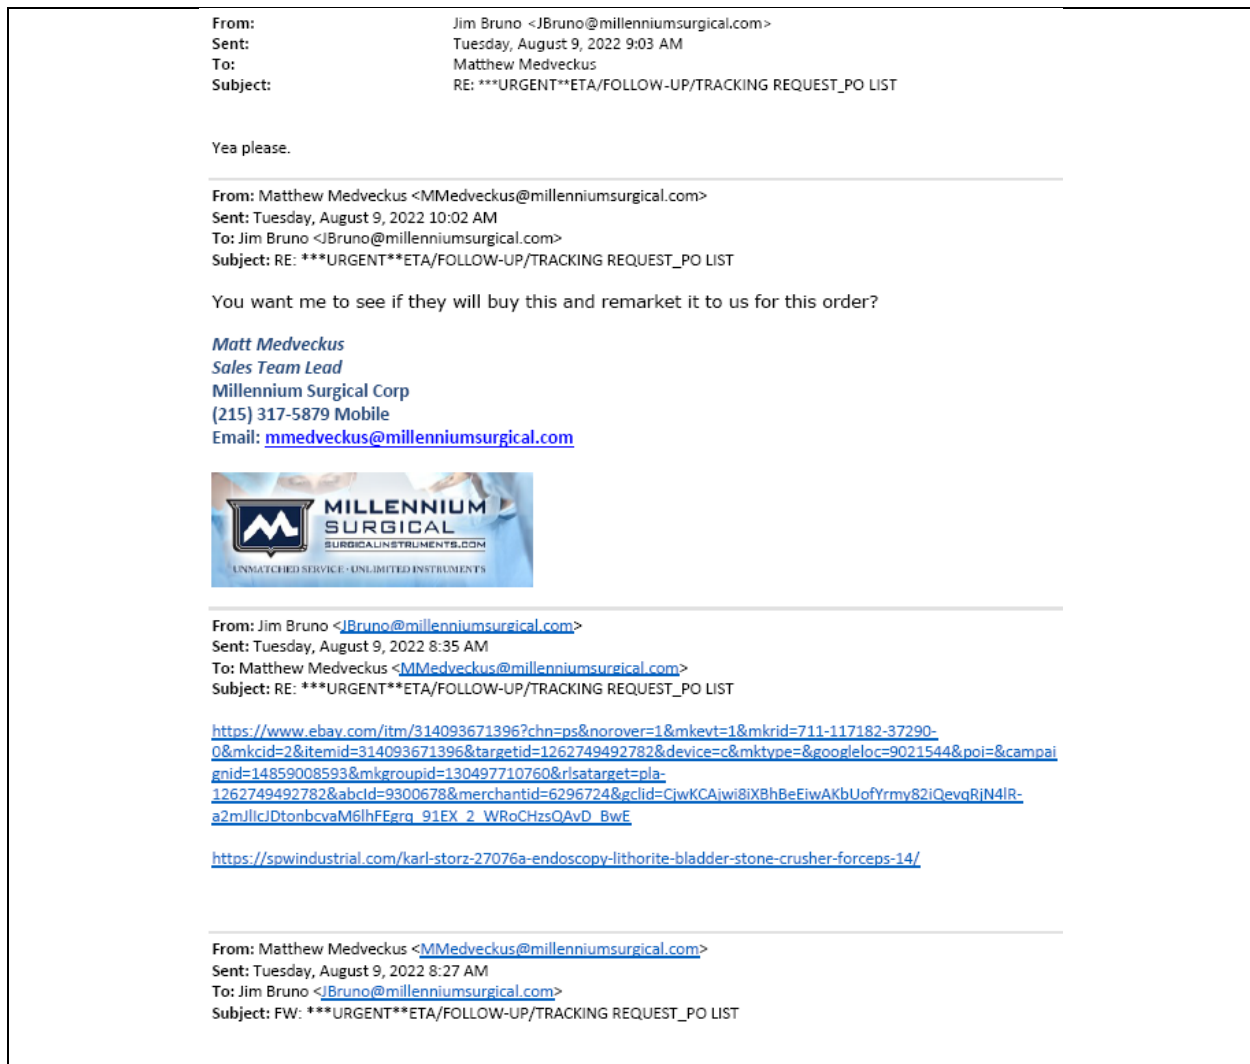 From: Jim Bruno <JBruno@millenniumsurgical.com>
Sent: Tuesday, August 9, 2022 9:03 AM
To: Matthew Medveckus
Subject: RE: ***URGENT**ETA/FOLLOW-UP/TRACKING REQUEST_PO LIST
Yea please.
From: Matthew Medveckus <MMedveckus@millenniumsurgical.com>
Sent: Tuesday, August 9, 2022 10:02 AM
To: Jim Bruno <JBruno@millenniumsurgical.com>
Subject: RE: ***URGENT**ETA/FOLLOW-UP/TRACKING REQUEST_PO LIST
You want me to see if they will buy this and remarket it to us for this order?
Matt Medveckus
Sales Team Lead
Millennium Surgical Corp
(215) 317-5879 Mobile
Email: mmedveckus@millenniumsurgical.com
MILLENNIUM
SURGICAL
SURGICALINSTRUMENTS.COM
UNMATCHED SERVICE · UNLIMITED INSTRUMENTS
From: Jim Bruno <JBruno@millenniumsurgical.com>
Sent: Tuesday, August 9, 2022 8:35 AM
To: Matthew Medveckus <MMedveckus@millenniumsurgical.com>
Subject: RE: ***URGENT**ETA/FOLLOW-UP/TRACKING REQUEST_PO LIST
https://www.ebay.com/itm/314093671396?chn=ps&norover=1&mkevt=1&mkrid=711-117182-37290-
0&mkcid=2&itemid=314093671396&targetid=1262749492782&device=c&mktype=&googleloc=9021544&poi=&campai
gnid=14859008593&mkgroupid=130497710760&rlsatarget=pla-
1262749492782&abcId=9300678&merchantid=6296724&gclid=CjwKCAjwi8iXBhBeEiwAKbUofYrmy82iQevqRjN4lR-
a2mJlIcJDtonbcvaM6lhFEgrq_91EX_2_WRoCHzsQAvD_BwE
https://spwindustrial.com/karl-storz-27076a-endoscopy-lithorite-bladder-stone-crusher-forceps-14/
From: Matthew Medveckus <MMedveckus@millenniumsurgical.com>
Sent: Tuesday, August 9, 2022 8:27 AM
To: Jim Bruno <JBruno@millenniumsurgical.com>
Subject: FW: ***URGENT**ETA/FOLLOW-UP/TRACKING REQUEST_PO LIST